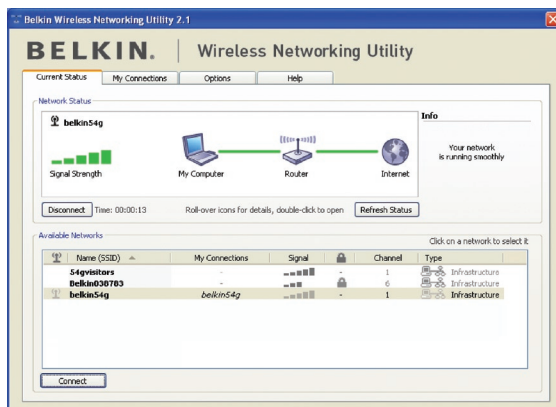 Belkin Wireless Networking Utility 2.1
BELKIN. | Wireless Networking Utility
Current Status My Connections Options Help
Network Status
belkin54g
Info
Your network
is running smoothly
Signal Strength My Computer Router Internet
Disconnect Time: 00:00:13 Roll-over icons for details, double-click to open Refresh Status
Available Networks
Click on a network to select it
Name (SSID) My Connections Signal Channel Type
54gvisitors - - 1 Infrastructure
Belkin038783 - 6 Infrastructure
belkin54g belkin54g - 1 Infrastructure
Connect